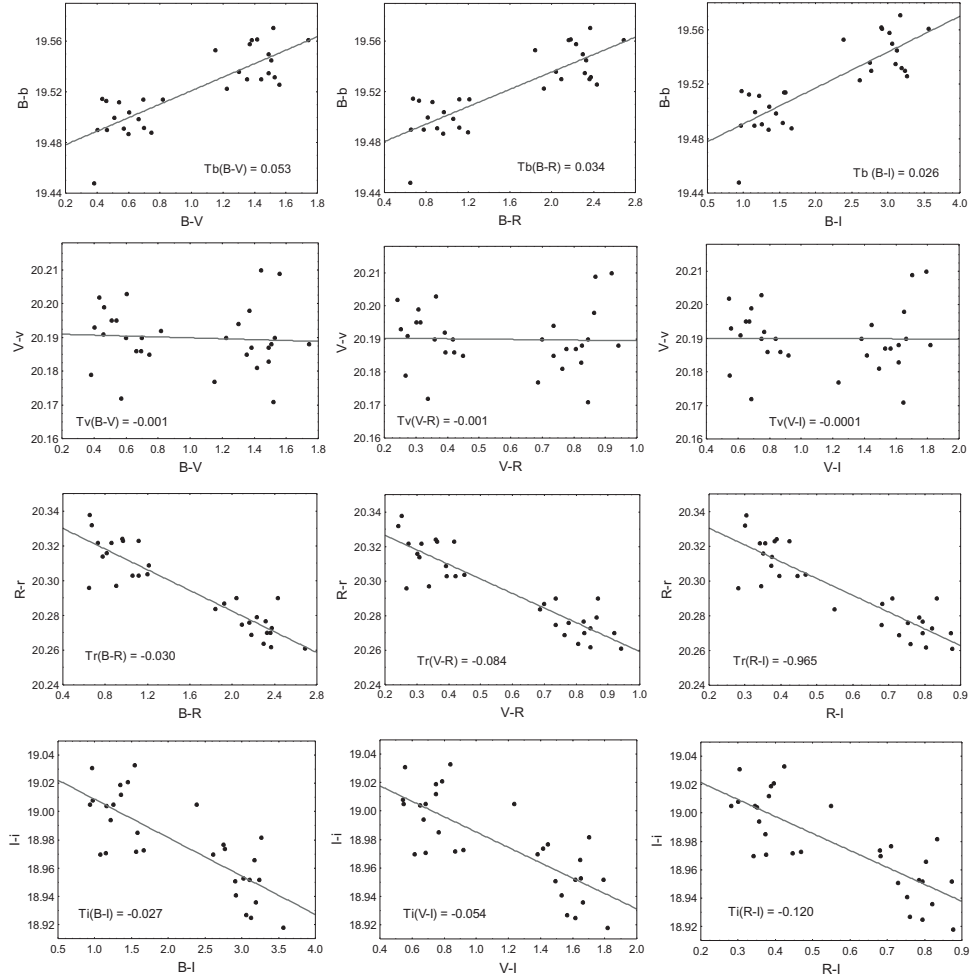 19.56
19.52
19.48
19.44
B-b
Tb(B-V) = 0.053
0.2 0.4 0.6 0.8 1.0 1.2 1.4 1.6 1.8
B-V
19.56
19.52
19.48
19.44
B-b
Tb(B-R) = 0.034
0.4 0.8 1.2 1.6 2.0 2.4 2.8
B-R
19.56
19.52
19.48
19.44
B-b
Tb (B-I) = 0.026
0.5 1.0 1.5 2.0 2.5 3.0 3.5 4.0
B-I
20.21
20.20
20.19
20.18
20.17
20.16
V-v
Tv(B-V) = -0.001
0.2 0.4 0.6 0.8 1.0 1.2 1.4 1.6 1.8
B-V
20.21
20.20
20.19
20.18
20.17
20.16
V-v
Tv(V-R) = -0.001
0.2 0.3 0.4 0.5 0.6 0.7 0.8 0.9 1.0
V-R
20.21
20.20
20.19
20.18
20.17
20.16
V-v
Tv(V-I) = -0.0001
0.4 0.6 0.8 1.0 1.2 1.4 1.6 1.8 2.0
V-I
20.34
20.32
20.30
20.28
20.26
20.24
R-r
Tr(B-R) = -0.030
0.4 0.8 1.2 1.6 2.0 2.4 2.8
B-R
20.34
20.32
20.30
20.28
20.26
20.24
R-r
Tr(V-R) = -0.084
0.2 0.3 0.4 0.5 0.6 0.7 0.8 0.9 1.0
V-R
20.34
20.32
20.30
20.28
20.26
20.24
R-r
Tr(R-I) = -0.965
0.2 0.3 0.4 0.5 0.6 0.7 0.8 0.9
R-I
19.04
19.02
19.00
18.98
18.96
18.94
18.92
I-i
Ti(B-I) = -0.027
0.5 1.0 1.5 2.0 2.5 3.0 3.5 4.0
B-I
19.04
19.02
19.00
18.98
18.96
18.94
18.92
I-i
Ti(V-I) = -0.054
0.4 0.6 0.8 1.0 1.2 1.4 1.6 1.8 2.0
V-I
19.04
19.02
19.00
18.98
18.96
18.94
18.92
I-i
Ti(R-I) = -0.120
0.2 0.3 0.4 0.5 0.6 0.7 0.8 0.9
R-I